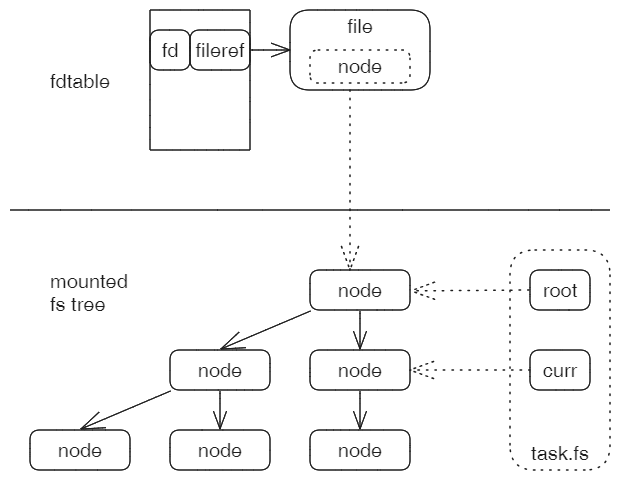 file
fd
fileref
node
fdtable
mounted
fs tree
node
root
node
node
curr
node
node
node
task.fs